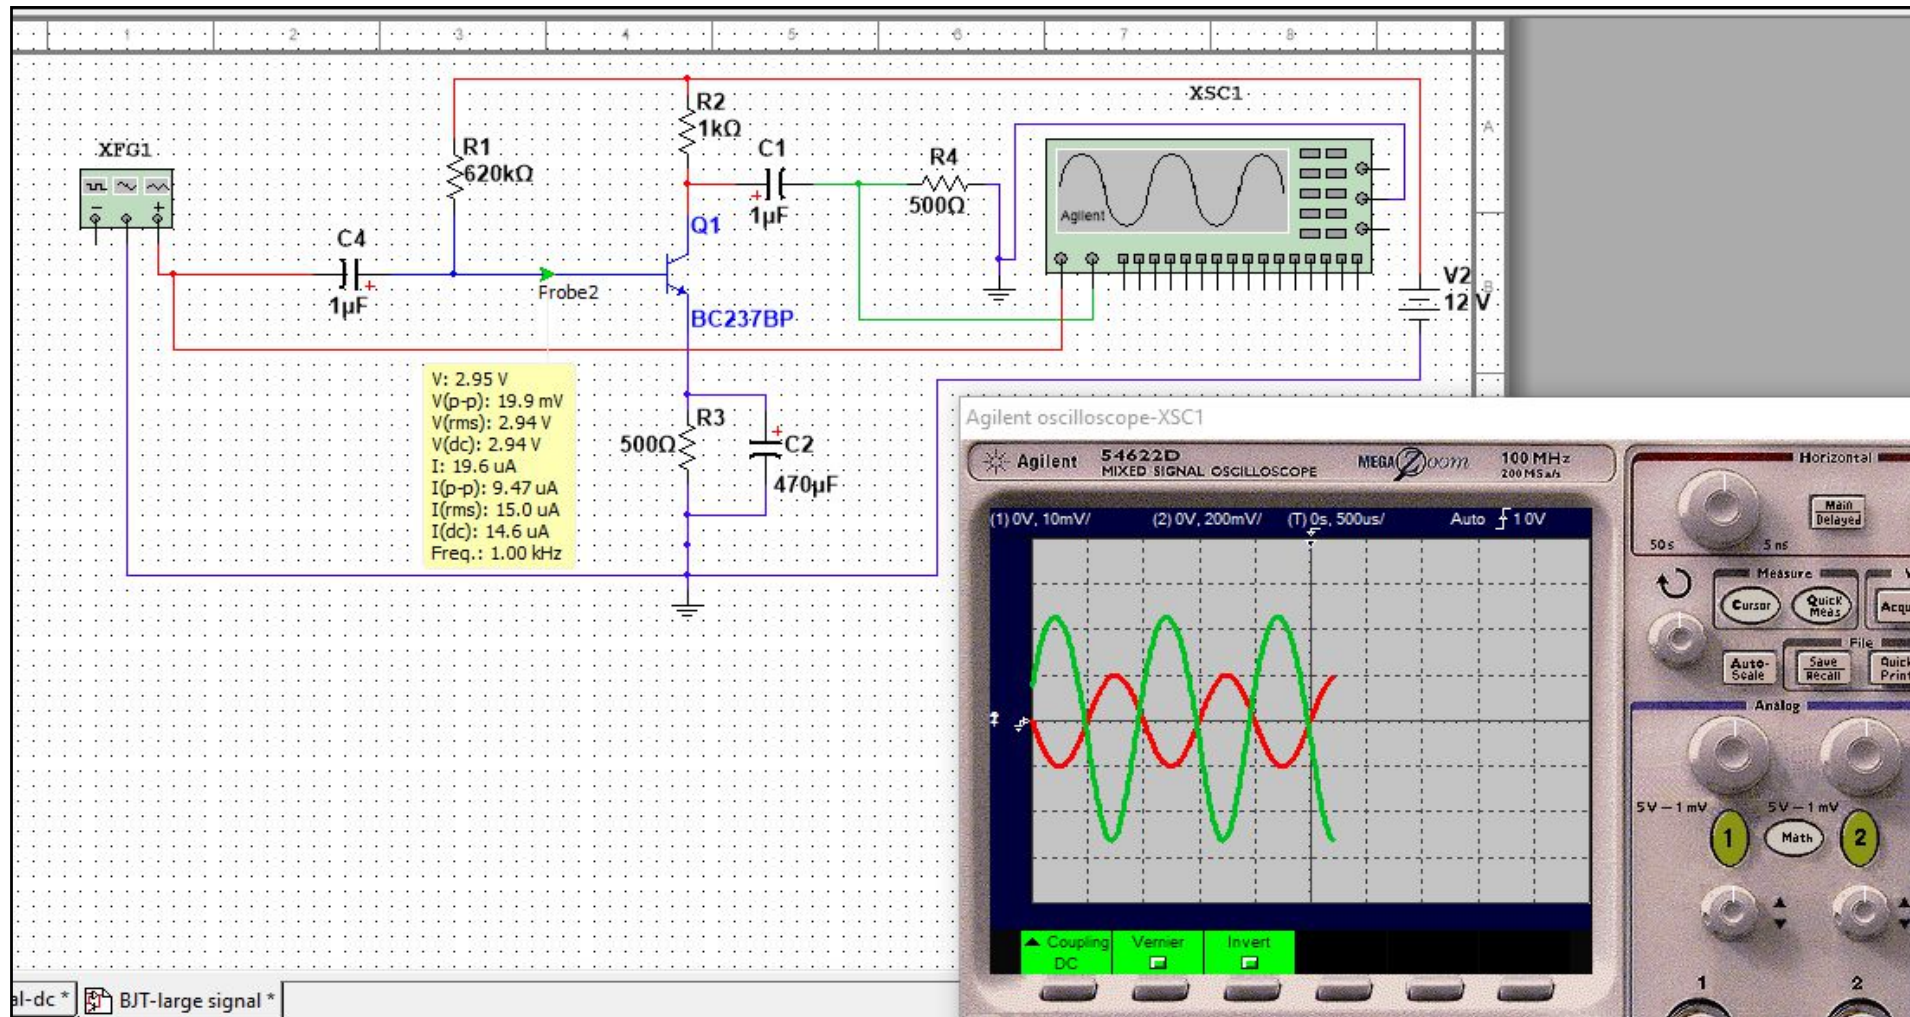 1 2 3 4 5 6 7 8
XFG1
R1
620kΩ
R2
1kΩ
C1
1µF
R4
500Ω
XSC1
A
Agilent
C4
1µF
Q1
BC237BP
Probe2
V2
12 V
B
V: 2.95 V
V(p-p): 19.9 mV
V(rms): 2.94 V
V(dc): 2.94 V
I: 19.6 uA
I(p-p): 9.47 uA
I(rms): 15.0 uA
I(dc): 14.6 uA
Freq.: 1.00 kHz
R3
500Ω
C2
470µF
Agilent oscilloscope-XSC1
Agilent 54622D
MIXED SIGNAL OSCILLOSCOPE
MEGA Zoom
100 MHz
200 MSa/s
(1) 0V, 10mV/ (2) 0V, 200mV/ (T) 0s, 500us/ Auto 1 0V
Coupling
DC
Vernier
Invert
Horizontal
Main
Delayed
50 s 5 ns
Measure
Cursor
Quick
Meas
Acqu
File
Auto-
Scale
Save
Recall
Quick
Print
Analog
5 V – 1 mV 5 V – 1 mV
1 Math 2
1 2
al-dc * BJT-large signal *